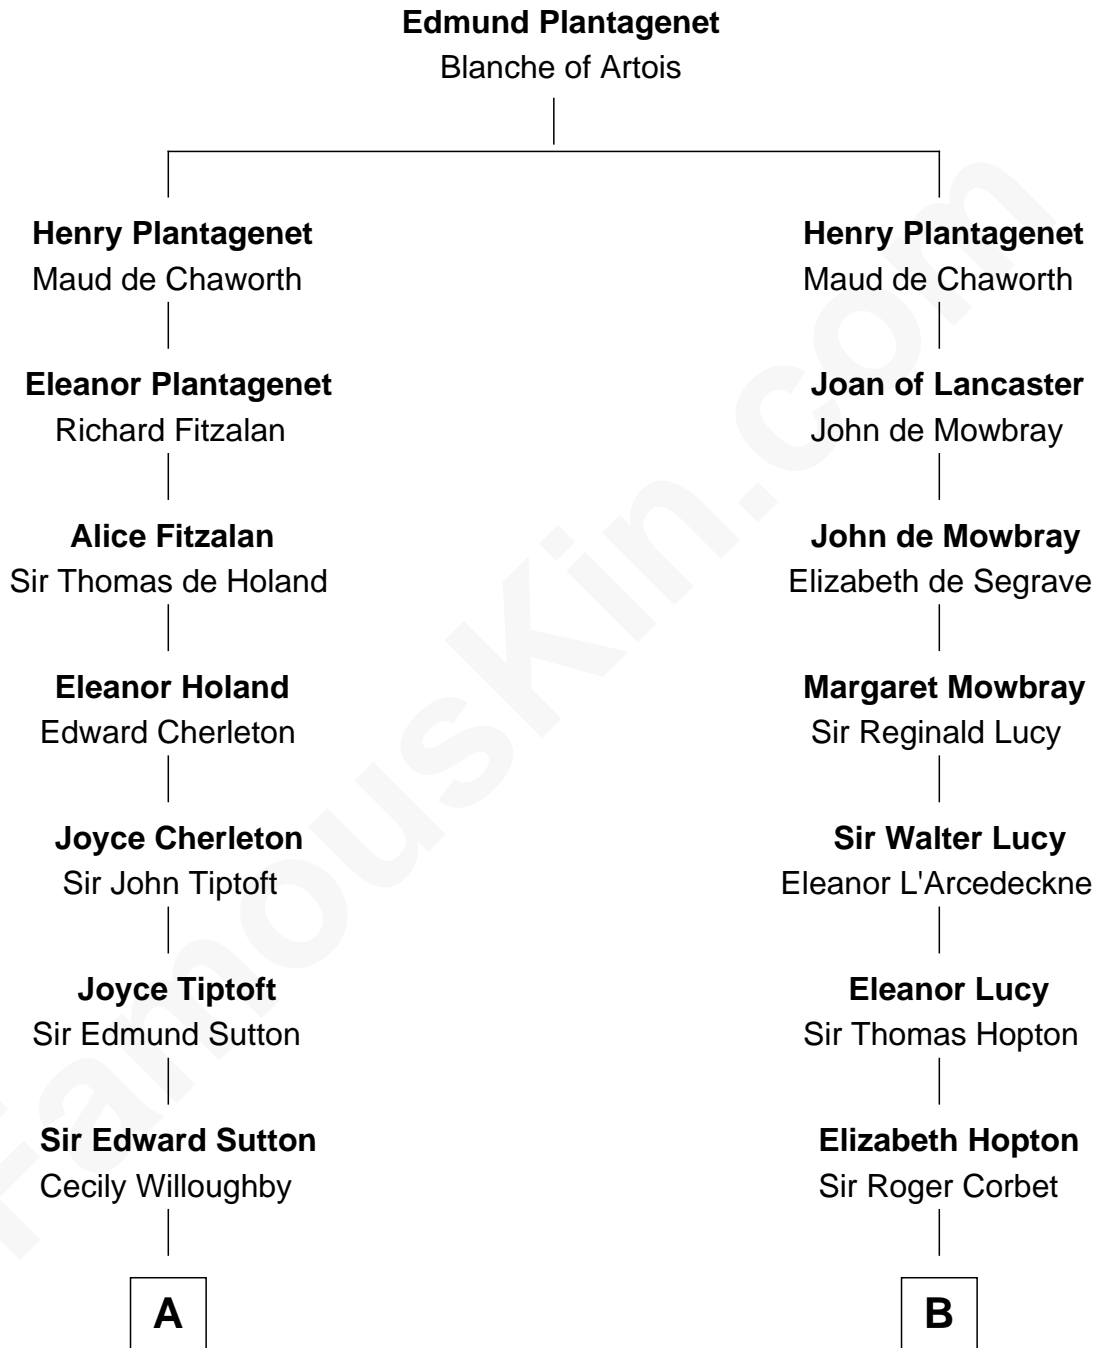 Edmund Plantagenet
Blanche of Artois
Henry Plantagenet
Maud de Chaworth
Eleanor Plantagenet
Richard Fitzalan
Alice Fitzalan
Sir Thomas de Holand
Eleanor Holand
Edward Cherleton
Joyce Cherleton
Sir John Tiptoft
Joyce Tiptoft
Sir Edmund Sutton
Sir Edward Sutton
Cecily Willoughby
A
Henry Plantagenet
Maud de Chaworth
Joan of Lancaster
John de Mowbray
John de Mowbray
Elizabeth de Segrave
Margaret Mowbray
Sir Reginald Lucy
Sir Walter Lucy
Eleanor L'Arcedeckne
Eleanor Lucy
Sir Thomas Hopton
Elizabeth Hopton
Sir Roger Corbet
B
FamousKin.com